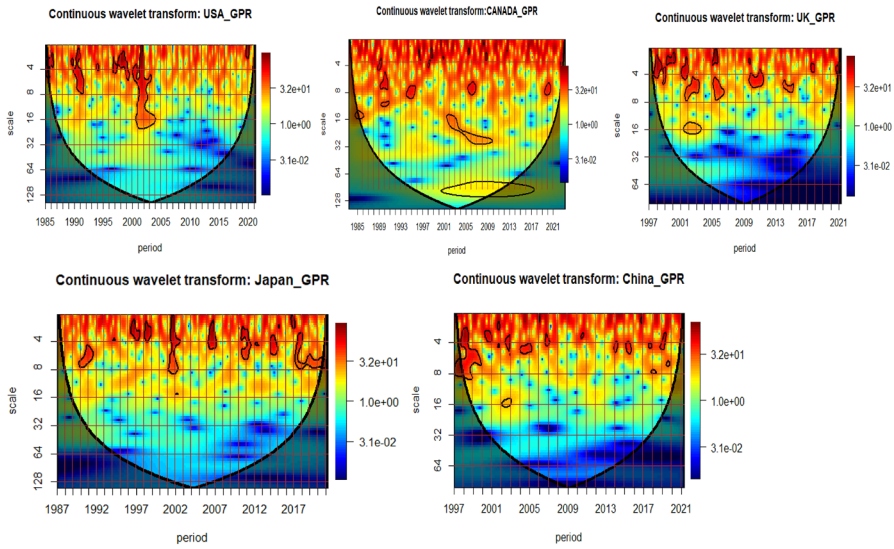 Continuous wavelet transform: USA_GPR
scale
4
8
16
32
64
128
1985 1990 1995 2000 2005 2010 2015 2020
period
3.2e+01
1.0e+00
3.1e-02
Continuous wavelet transform:CANADA_GPR
scale
4
8
16
32
64
128
1985 1989 1993 1997 2001 2005 2009 2013 2017 2021
period
3.2e+01
1.0e+00
3.1e-02
Continuous wavelet transform: UK_GPR
scale
4
8
16
32
64
1997 2001 2005 2009 2013 2017 2021
period
3.2e+01
1.0e+00
3.1e-02
Continuous wavelet transform: Japan_GPR
scale
4
8
16
32
64
128
1987 1992 1997 2002 2007 2012 2017
period
3.2e+01
1.0e+00
3.1e-02
Continuous wavelet transform: China_GPR
scale
4
8
16
32
64
1997 2001 2005 2009 2013 2017 2021
period
3.2e+01
1.0e+00
3.1e-02